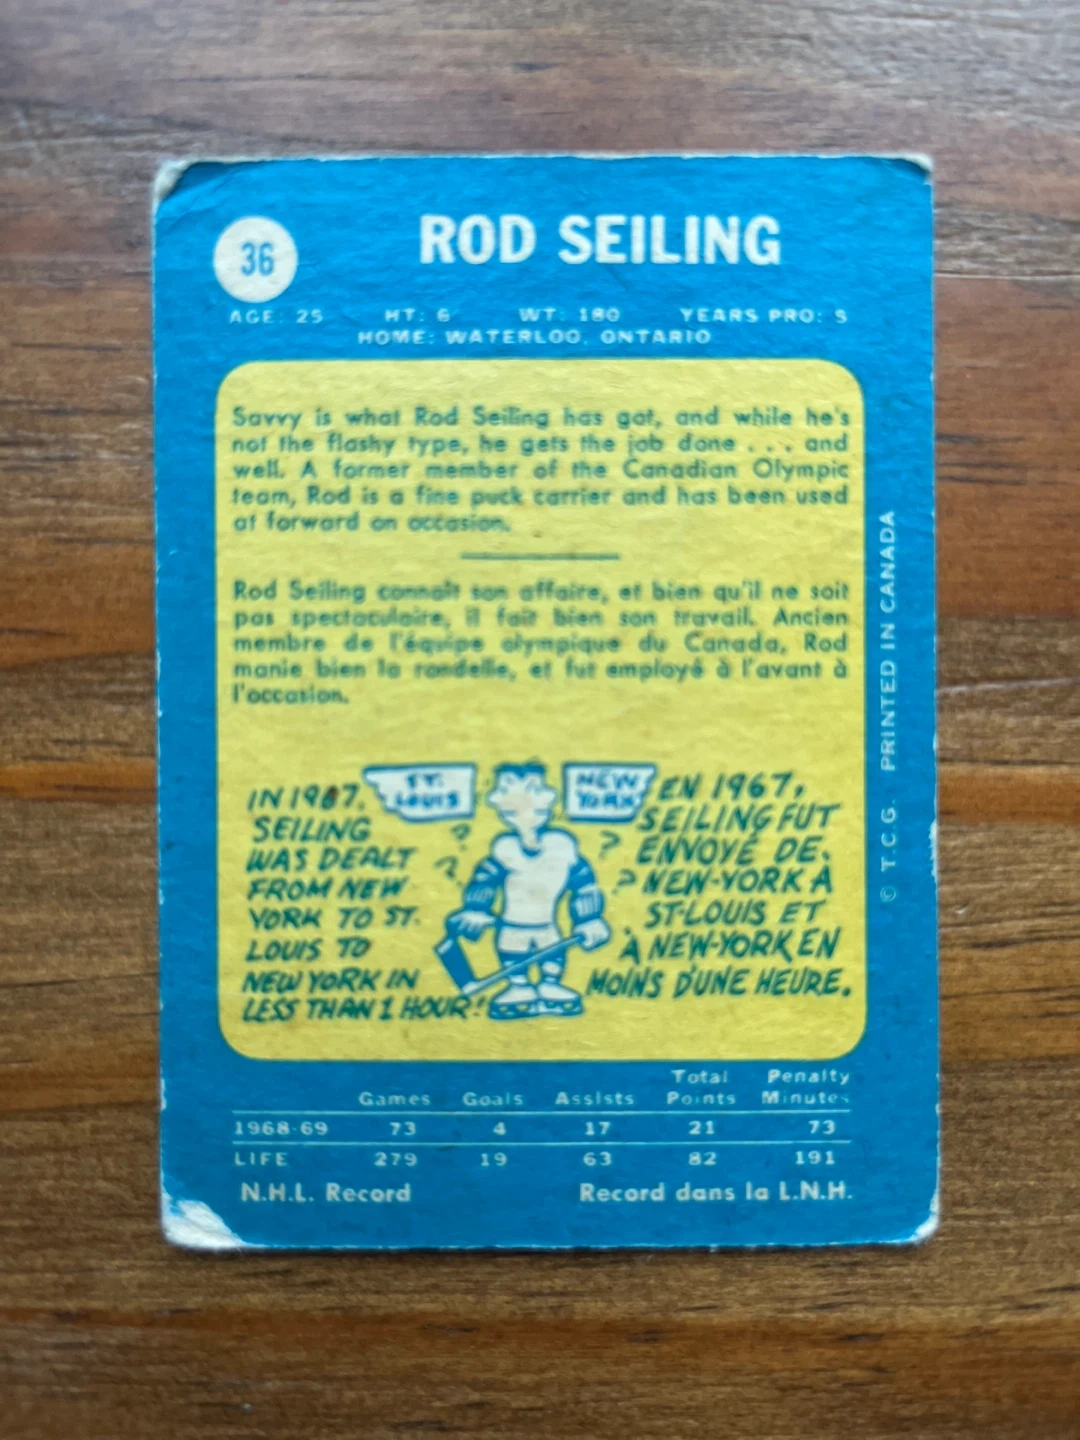 36
ROD SEILING
AGE: 25 HT: 6 WT: 180 YEARS PRO: 5
HOME: WATERLOO, ONTARIO
Savvy is what Rod Seiling has got, and while he's
not the flashy type, he gets the job done . . . and
well. A former member of the Canadian Olympic
team, Rod is a fine puck carrier and has been used
at forward on occasion.
Rod Seiling connaît son affaire, et bien qu'il ne soit
pas spectaculaire, il fait bien son travail. Ancien
membre de l'équipe olympique du Canada, Rod
manie bien la rondelle, et fut employé à l'avant à
l'occasion.
IN 1967,
SEILING
WAS DEALT
FROM NEW
YORK TO ST.
LOUIS TO
NEW YORK IN
LESS THAN 1 HOUR!
ST.
LOUIS
NEW
YORK
? ? ? ?
EN 1967,
SEILING FUT
ENVOYÉ DE
NEW-YORK À
ST-LOUIS ET
À NEW-YORK EN
MOINS D'UNE HEURE.
© T.C.G. PRINTED IN CANADA
Total Penalty
Games Goals Assists Points Minutes
1968-69 73 4 17 21 73
LIFE 279 19 63 82 191
N.H.L. Record Record dans la L.N.H.